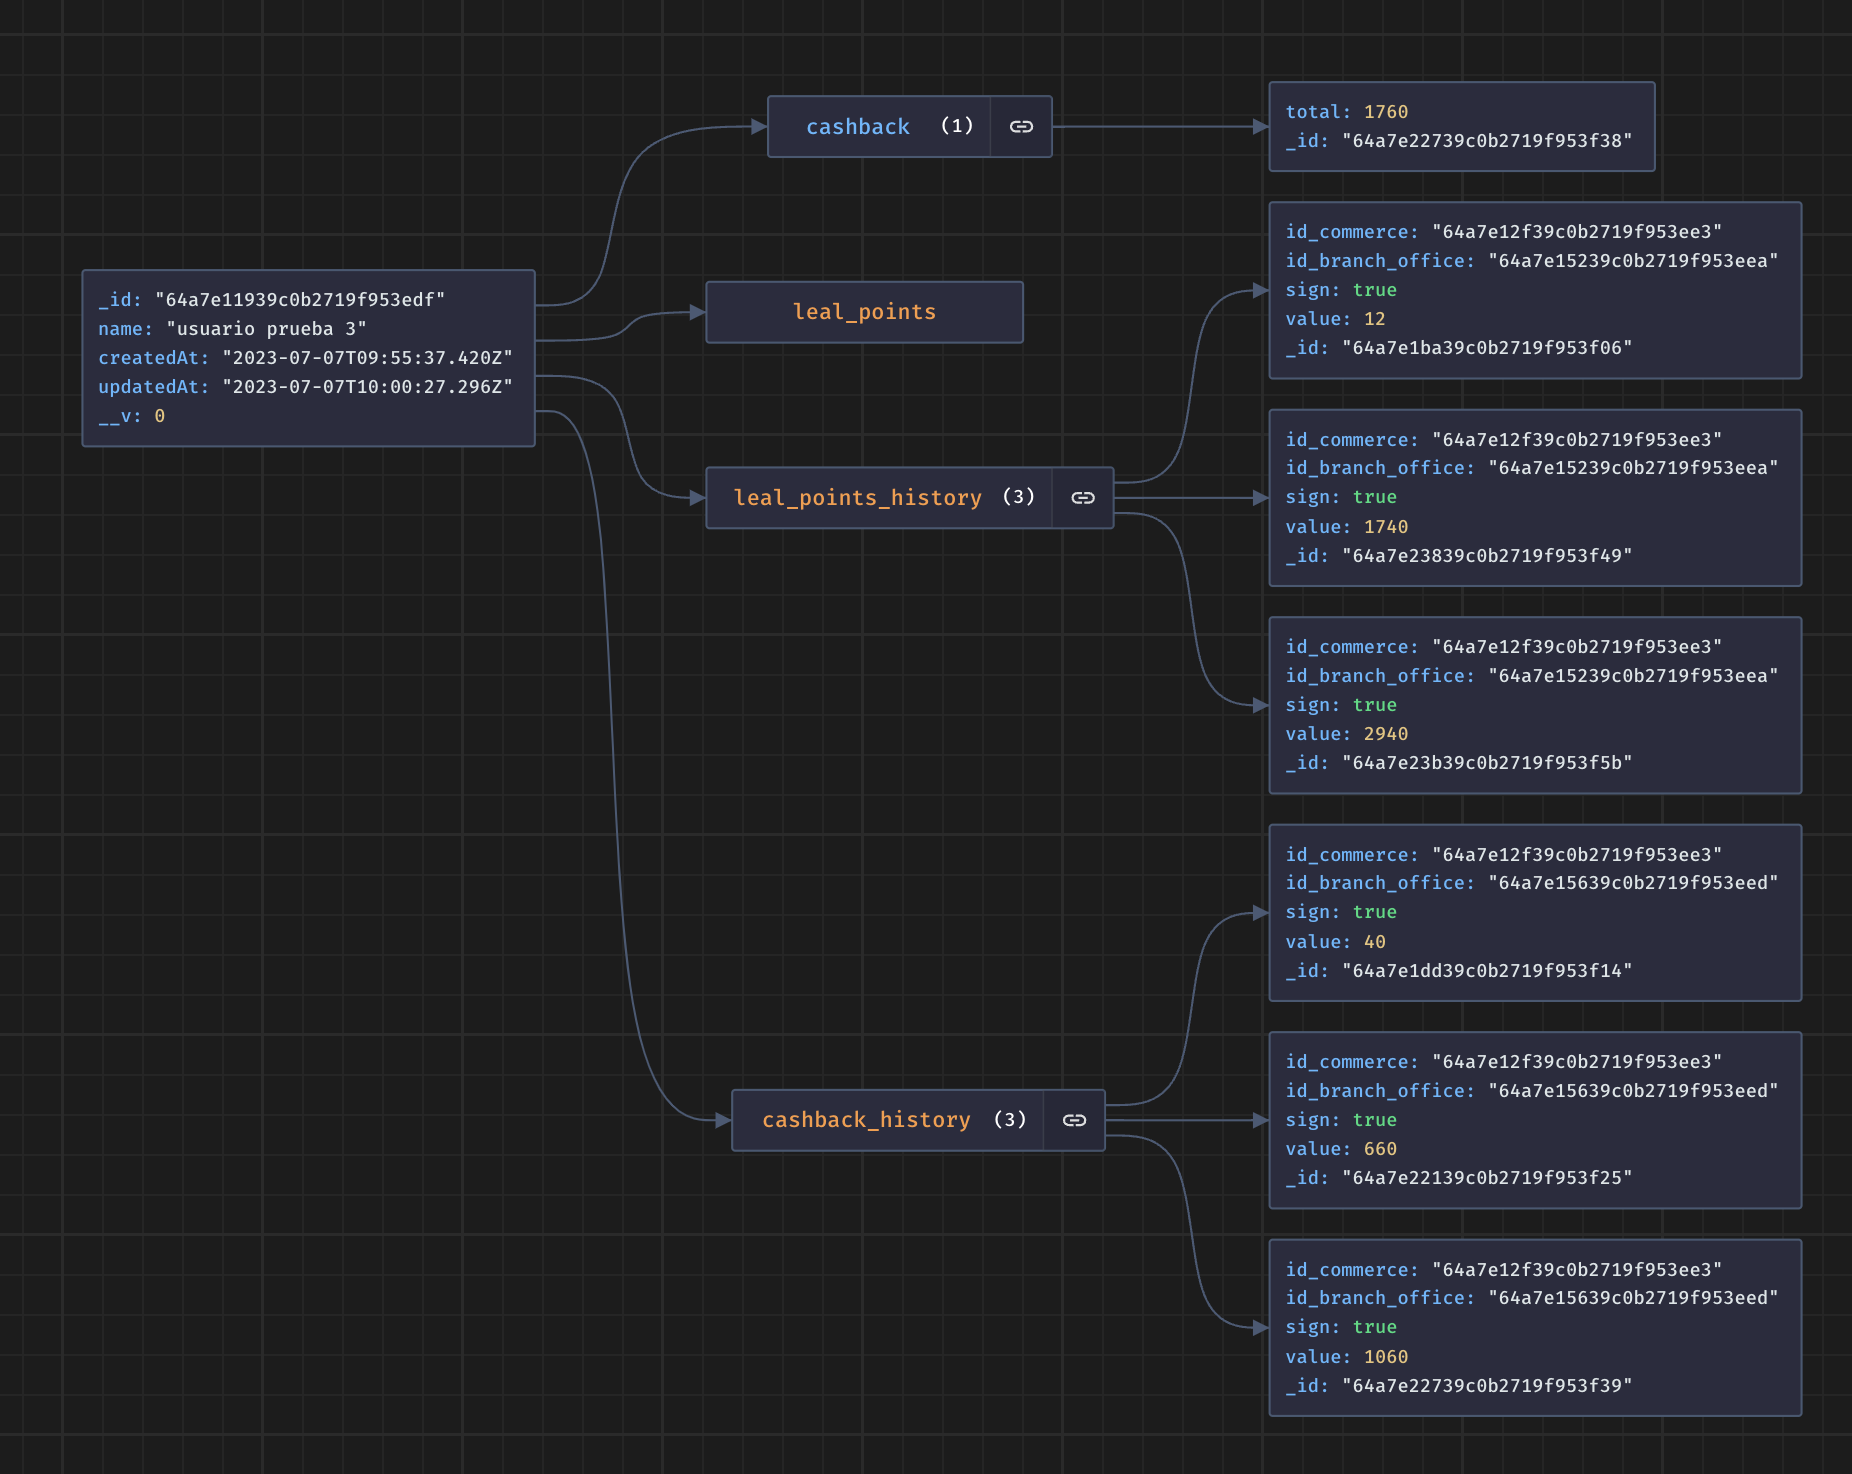 _id: "64a7e11939c0b2719f953edf"
name: "usuario prueba 3"
createdAt: "2023-07-07T09:55:37.420Z"
updatedAt: "2023-07-07T10:00:27.296Z"
__v: 0
cashback (1)
leal_points
leal_points_history (3)
cashback_history (3)
total: 1760
_id: "64a7e22739c0b2719f953f38"
id_commerce: "64a7e12f39c0b2719f953ee3"
id_branch_office: "64a7e15239c0b2719f953eea"
sign: true
value: 12
_id: "64a7e1ba39c0b2719f953f06"
id_commerce: "64a7e12f39c0b2719f953ee3"
id_branch_office: "64a7e15239c0b2719f953eea"
sign: true
value: 1740
_id: "64a7e23839c0b2719f953f49"
id_commerce: "64a7e12f39c0b2719f953ee3"
id_branch_office: "64a7e15239c0b2719f953eea"
sign: true
value: 2940
_id: "64a7e23b39c0b2719f953f5b"
id_commerce: "64a7e12f39c0b2719f953ee3"
id_branch_office: "64a7e15639c0b2719f953eed"
sign: true
value: 40
_id: "64a7e1dd39c0b2719f953f14"
id_commerce: "64a7e12f39c0b2719f953ee3"
id_branch_office: "64a7e15639c0b2719f953eed"
sign: true
value: 660
_id: "64a7e22139c0b2719f953f25"
id_commerce: "64a7e12f39c0b2719f953ee3"
id_branch_office: "64a7e15639c0b2719f953eed"
sign: true
value: 1060
_id: "64a7e22739c0b2719f953f39"